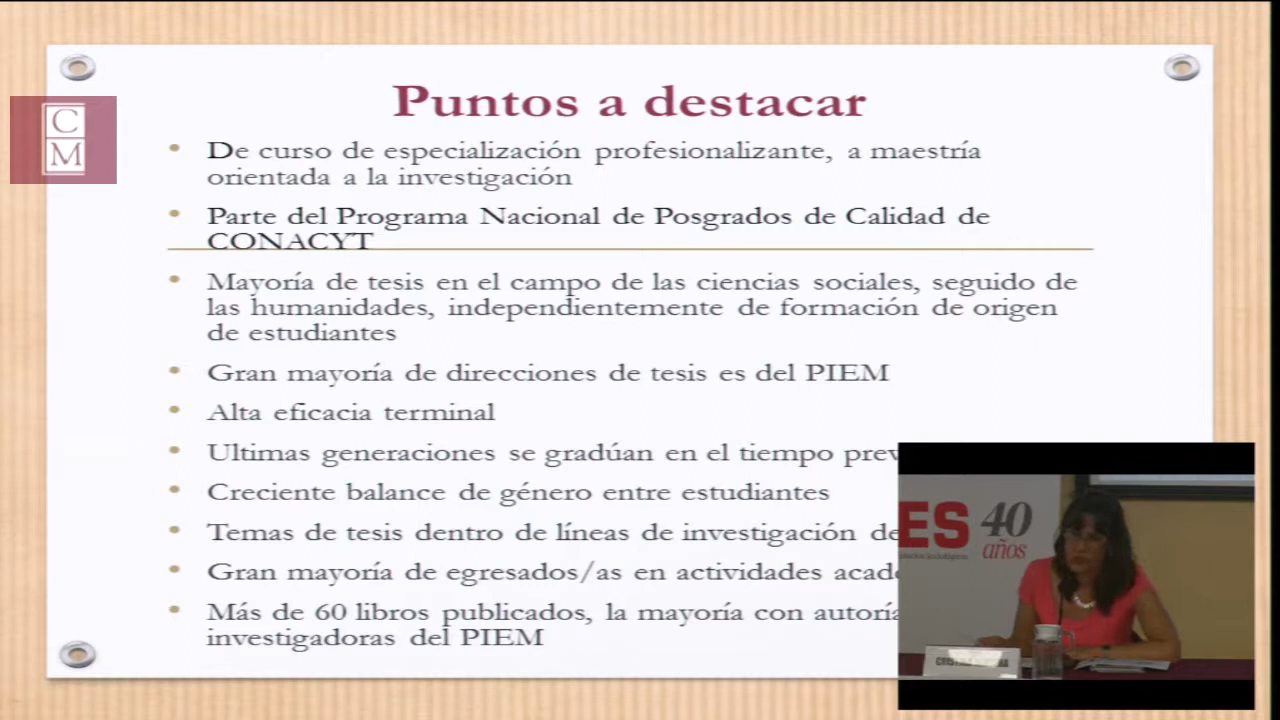 Puntos a destacar
C
M
De curso de especialización profesionalizante, a maestría
orientada a la investigación
Parte del Programa Nacional de Posgrados de Calidad de
CONACYT
Mayoría de tesis en el campo de las ciencias sociales, seguido de
las humanidades, independientemente de formación de origen
de estudiantes
Gran mayoría de direcciones de tesis es del PIEM
Alta eficacia terminal
Ultimas generaciones se gradúan en el tiempo prev
Creciente balance de género entre estudiantes
Temas de tesis dentro de líneas de investigación de
Gran mayoría de egresados/as en actividades acad
Más de 60 libros publicados, la mayoría con autoría
investigadoras del PIEM
ES 40
años